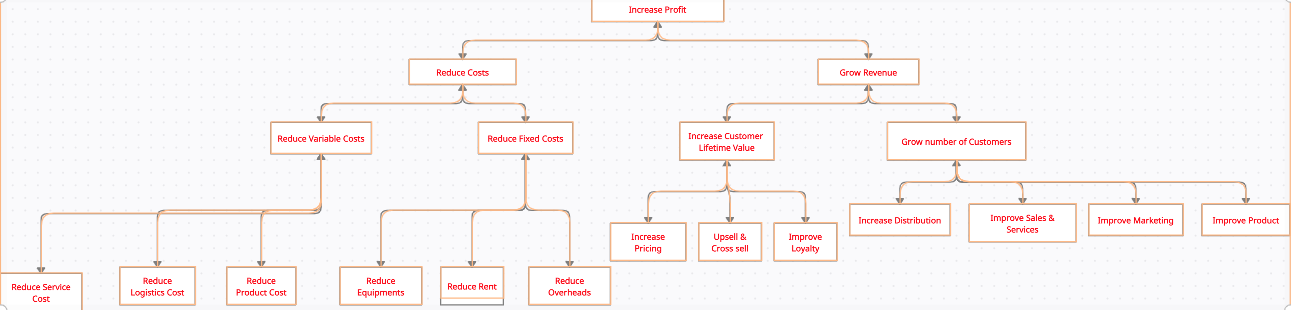 Increase Profit
Reduce Costs
Grow Revenue
Reduce Variable Costs
Reduce Fixed Costs
Increase Customer
Lifetime Value
Grow number of Customers
Increase
Pricing
Upsell &
Cross sell
Improve
Loyalty
Increase Distribution
Improve Sales &
Services
Improve Marketing
Improve Product
Reduce Service
Cost
Reduce
Logistics Cost
Reduce
Product Cost
Reduce
Equipments
Reduce Rent
Reduce
Overheads